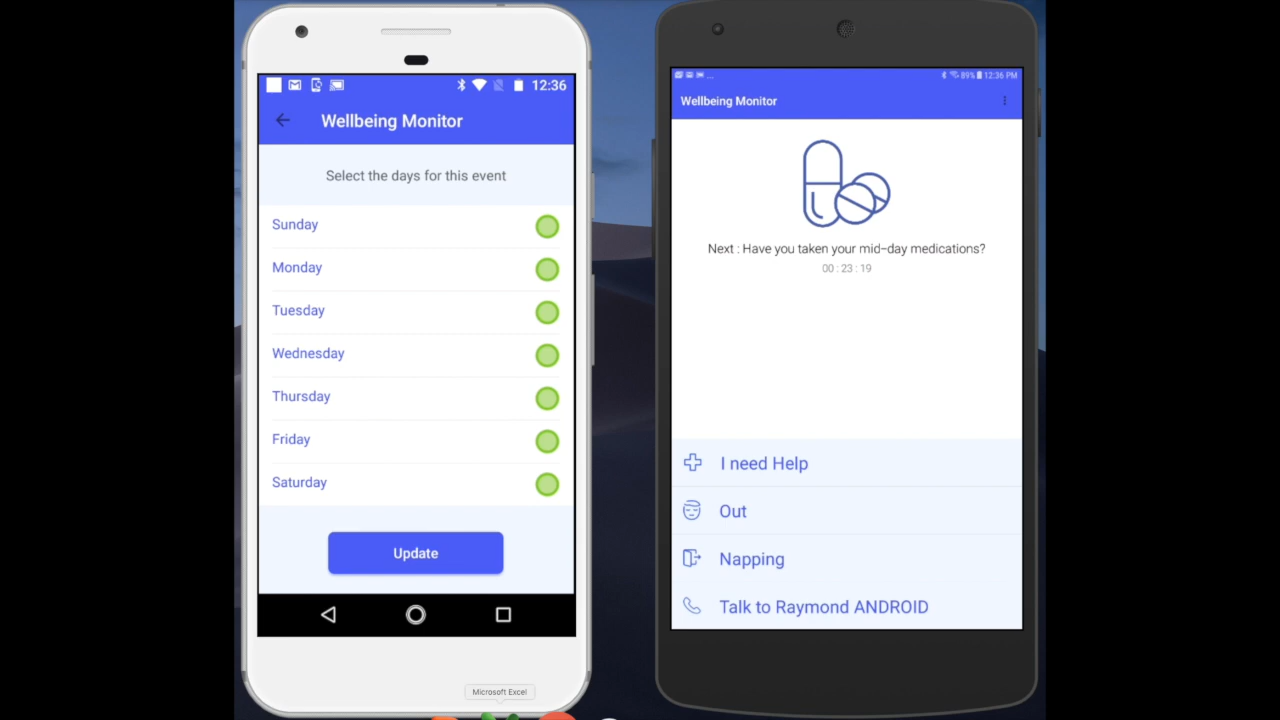 12:36
Wellbeing Monitor
Select the days for this event
Sunday
Monday
Tuesday
Wednesday
Thursday
Friday
Saturday
Update
Microsoft Excel
... 89% 12:36 PM
Wellbeing Monitor
Next : Have you taken your mid-day medications?
00 : 23 : 19
I need Help
Out
Napping
Talk to Raymond ANDROID